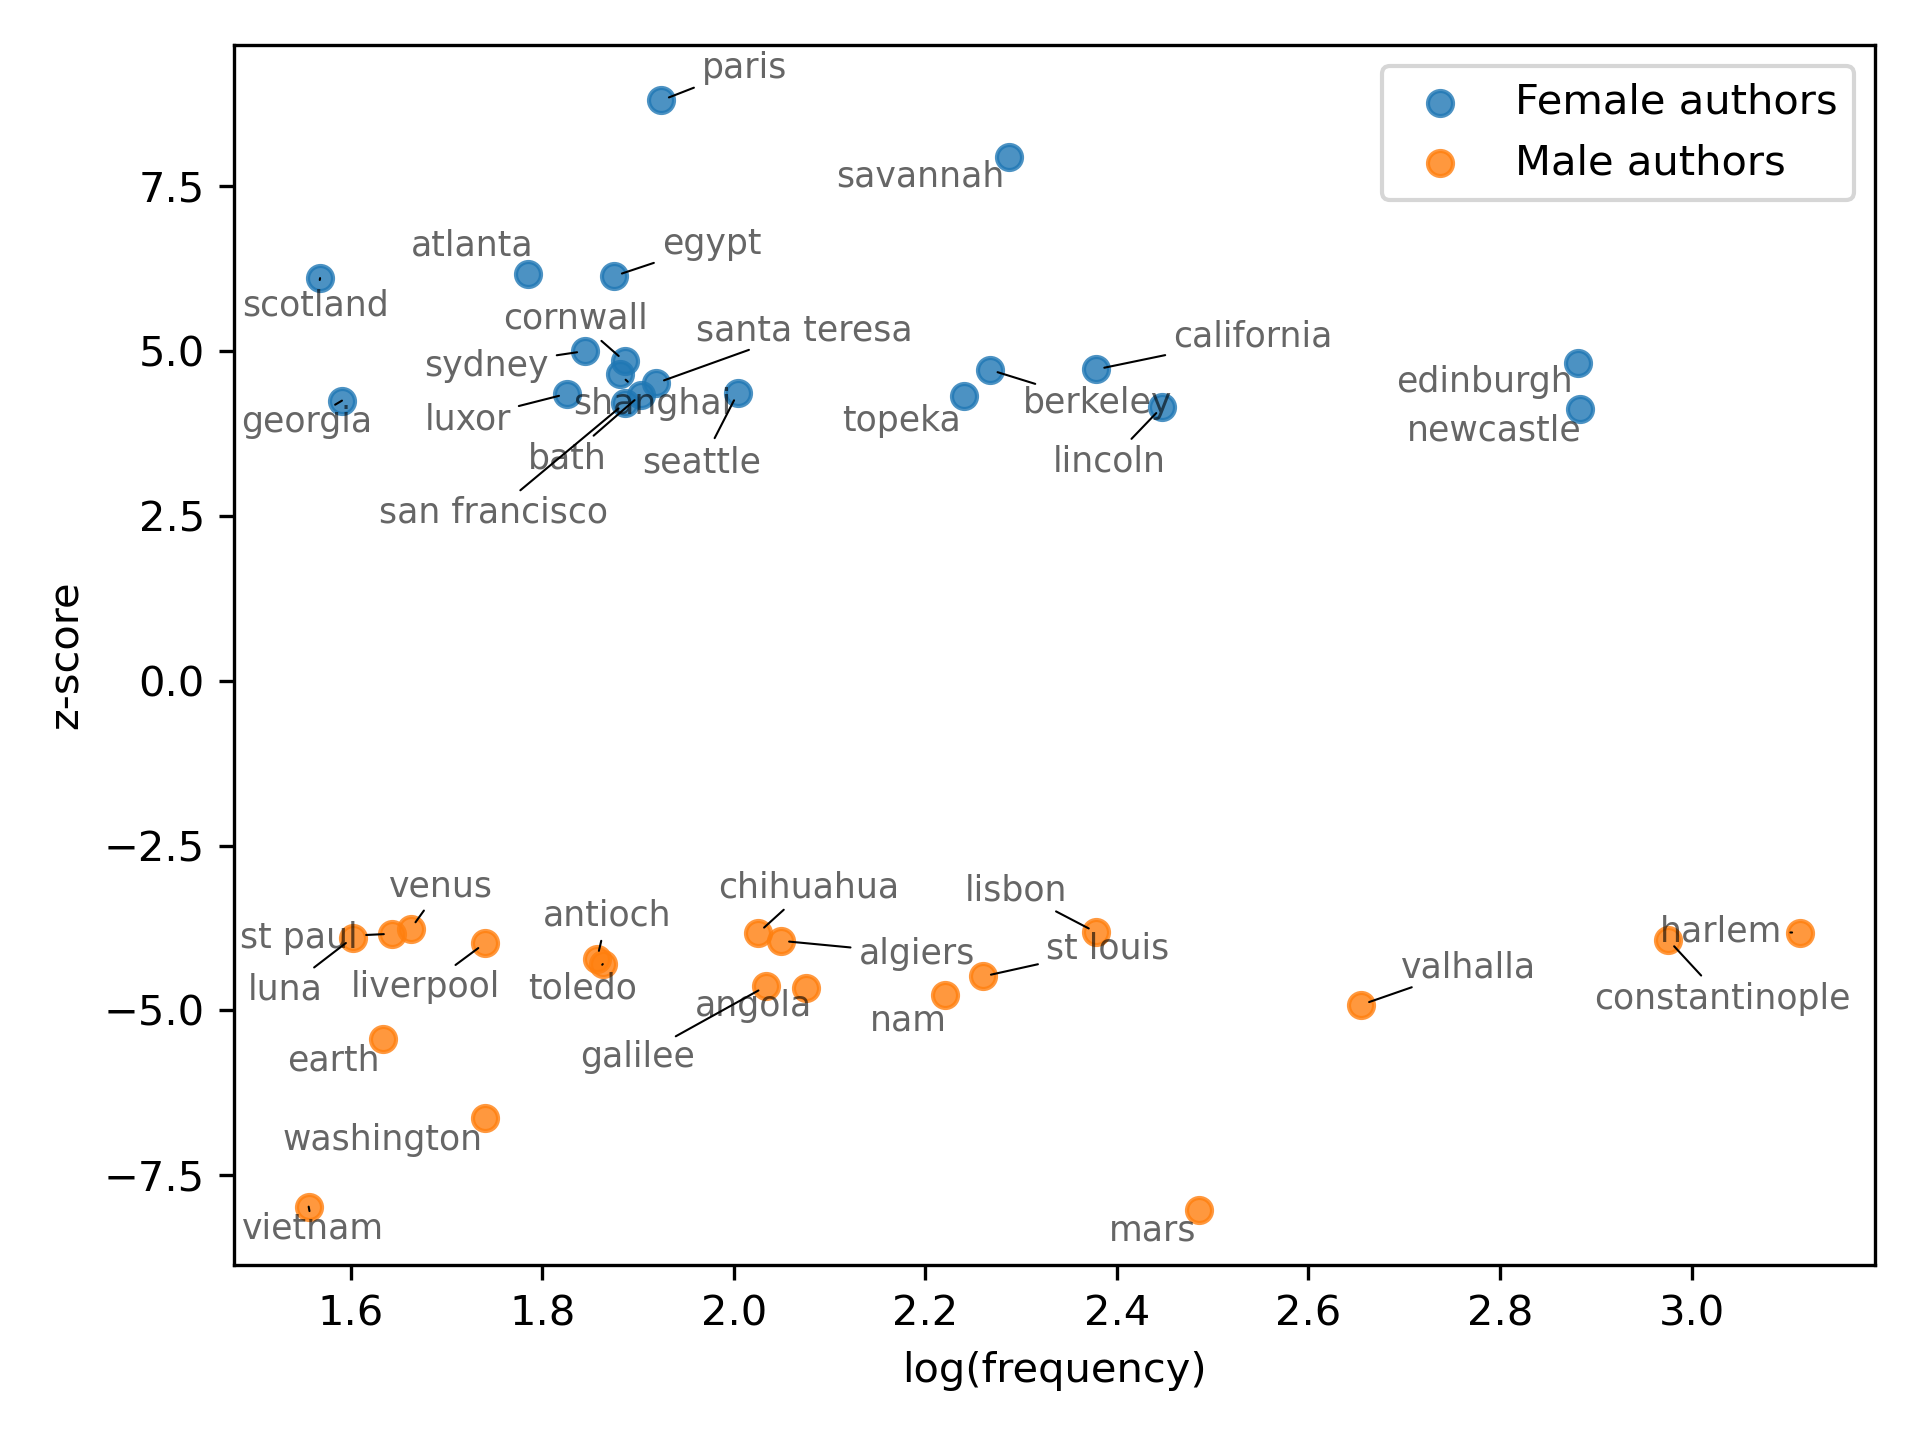 paris
Female authors
Male authors
savannah
7.5
atlanta
egypt
scotland
cornwall
santa teresa
california
5.0
sydney
edinburgh
shanghai
berkeley
georgia
luxor
topeka
newcastle
bath
seattle
lincoln
san francisco
2.5
z-score
0.0
−2.5
venus
chihuahua
lisbon
antioch
st paul
harlem
algiers
st louis
valhalla
luna
liverpool
toledo
constantinople
−5.0
angola
nam
earth
galilee
washington
−7.5
vietnam
mars
1.6
1.8
2.0
2.2
2.4
2.6
2.8
3.0
log(frequency)